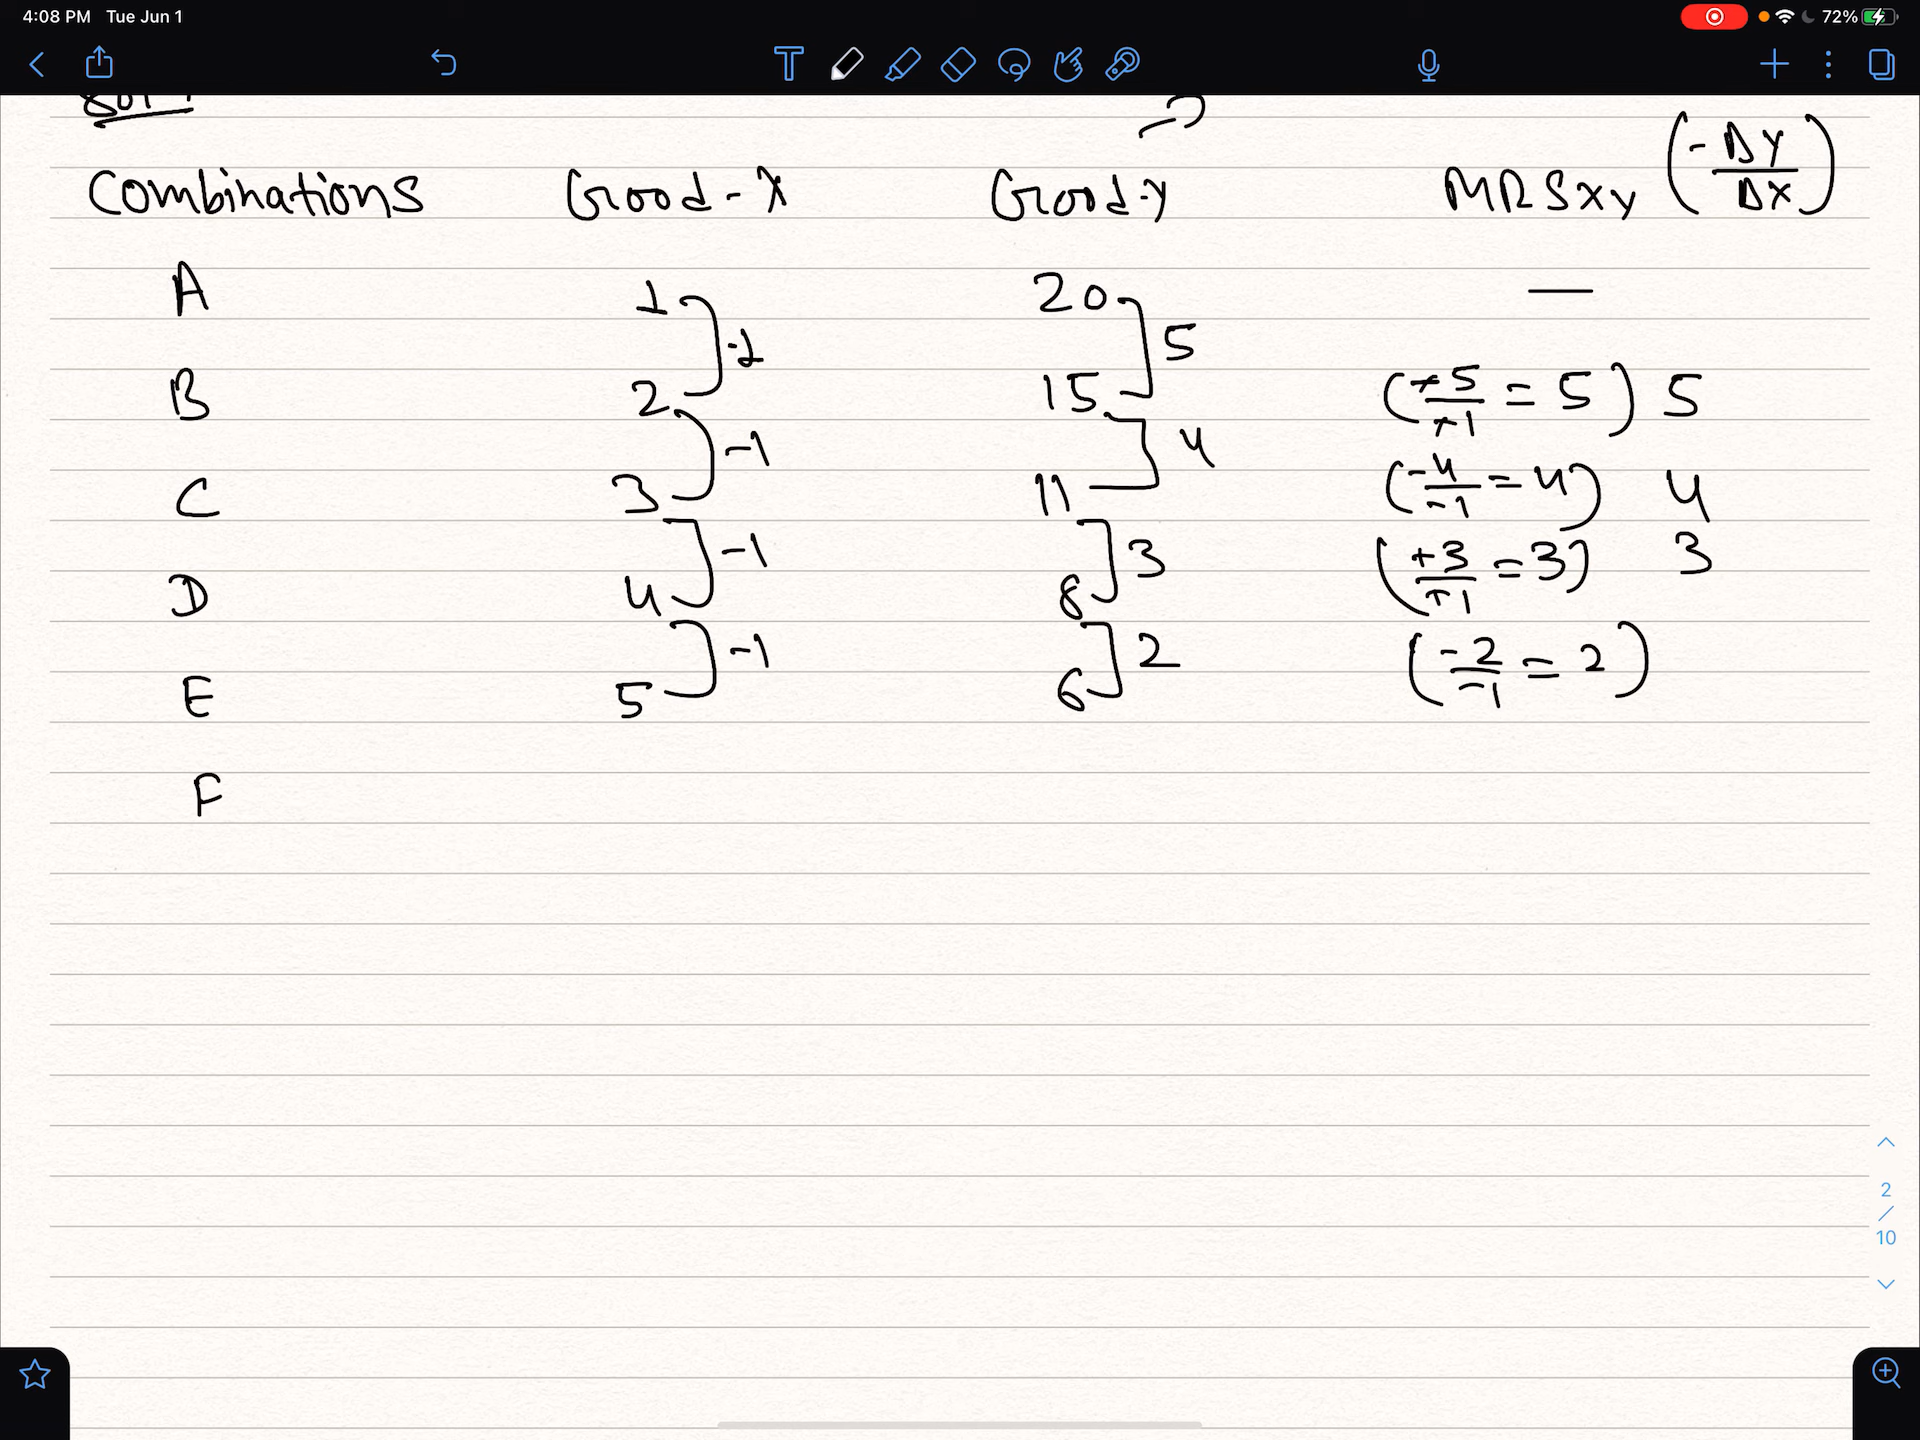 4:08 PM Tue Jun 1 72%
Soln
Combinations Good-X Good-Y MRSxy (-ΔY/ΔX)
A 1 20 —
-1 5
B 2 15 (+5/+1 = 5) 5
-1 4
C 3 11 (-4/-1 = 4) 4
-1 3 (+3/+1 = 3) 3
D 4 8
-1 2 (-2/-1 = 2)
E 5 6
F
2
/
10